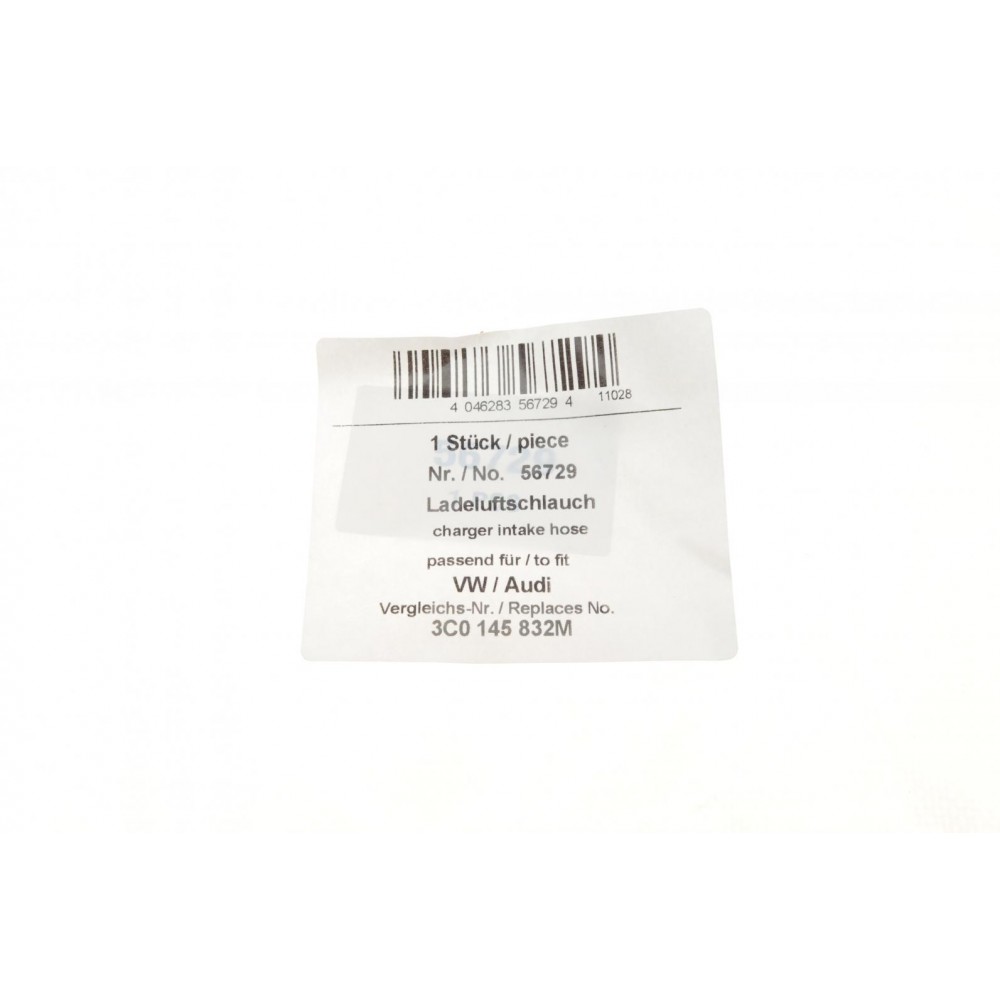 4 046283 56729 4 11028
1 Stück / piece
Nr. / No. 56729
Ladeluftschlauch
charger intake hose
passend für / to fit
VW / Audi
Vergleichs-Nr. / Replaces No.
3C0 145 832M